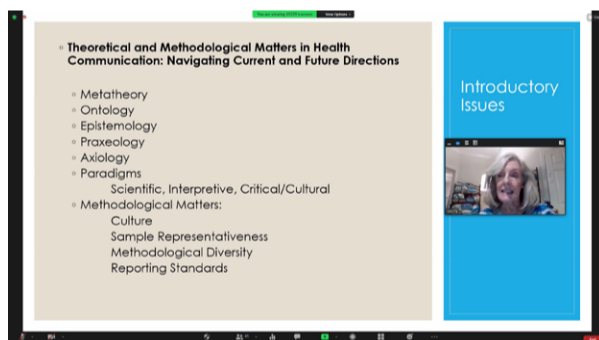 Theoretical and Methodological Matters in Health
Communication: Navigating Current and Future Directions
Metatheory
Ontology
Epistemology
Praxeology
Axiology
Paradigms
Scientific, Interpretive, Critical/Cultural
Methodological Matters:
Culture
Sample Representativeness
Methodological Diversity
Reporting Standards
Introductory
Issues